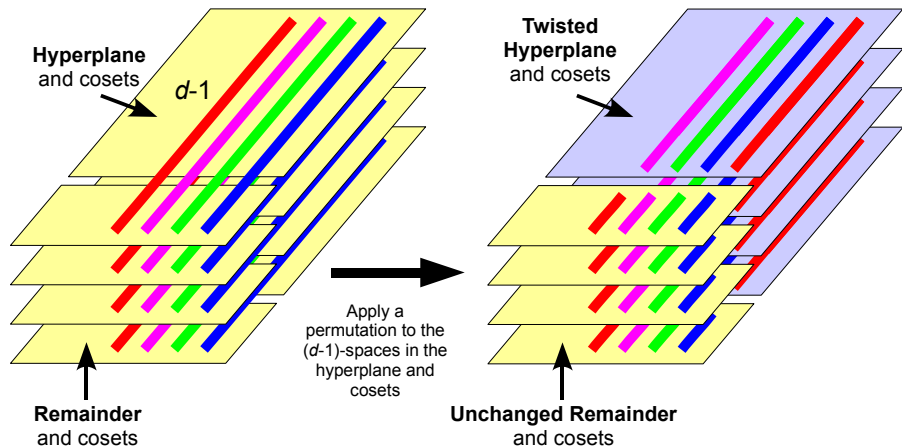 Hyperplane
and cosets
d-1
Twisted
Hyperplane
and cosets
Apply a
permutation to the
(d-1)-spaces in the
hyperplane and
cosets
Remainder
and cosets
Unchanged Remainder
and cosets